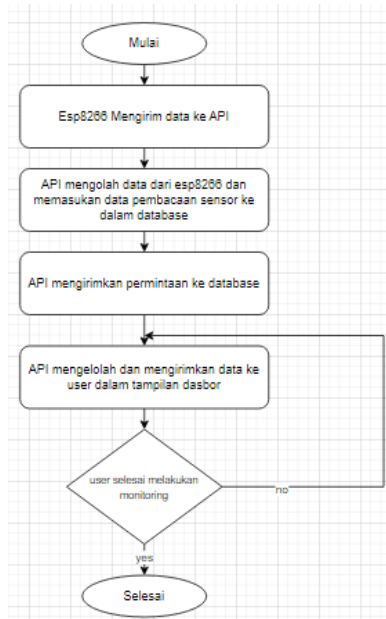 Mulai
Esp8266 Mengirim data ke API
API mengolah data dari esp8266 dan
memasukan data pembacaan sensor ke
dalam database
API mengirimkan permintaan ke database
API mengelolah dan mengirimkan data ke
user dalam tampilan dasbor
user selesai melakukan
monitoring
no
yes
Selesai